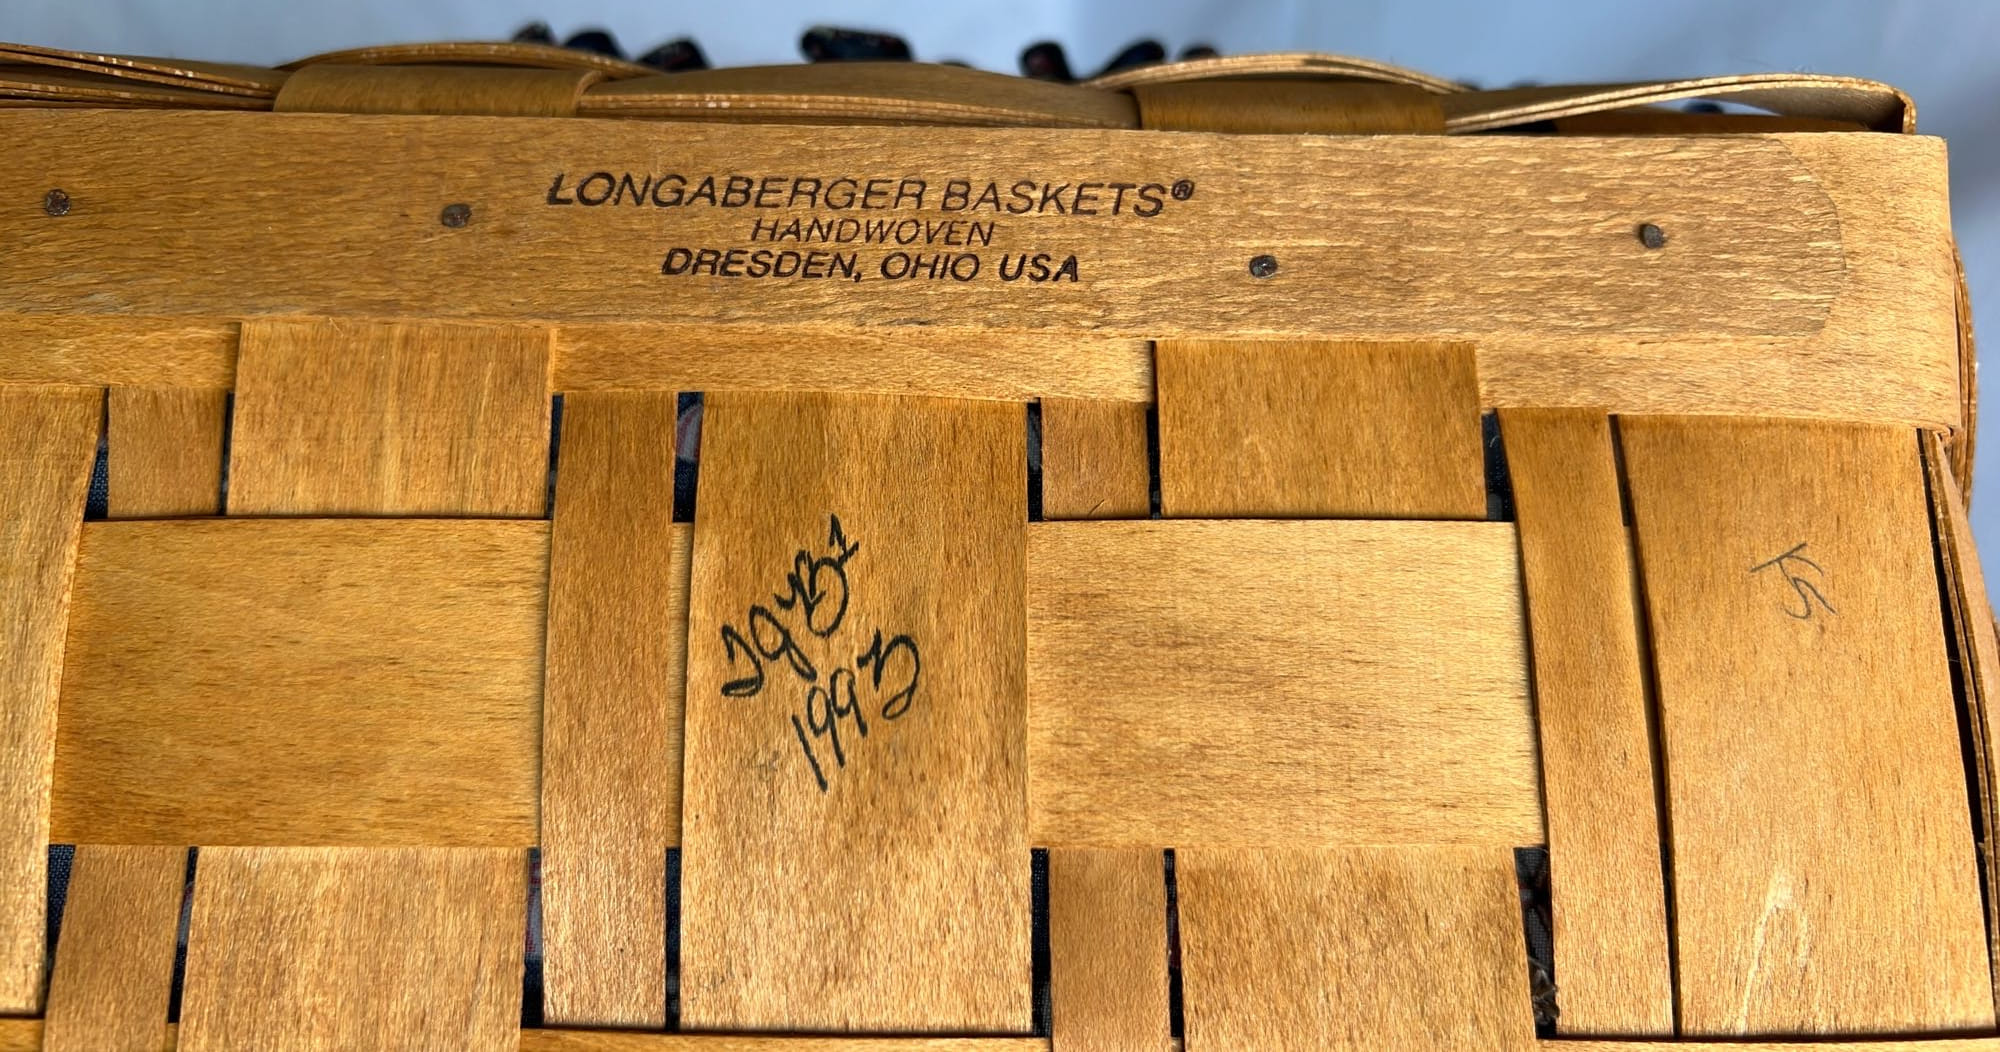 LONGABERGER BASKETS®
HANDWOVEN
DRESDEN, OHIO USA
1993